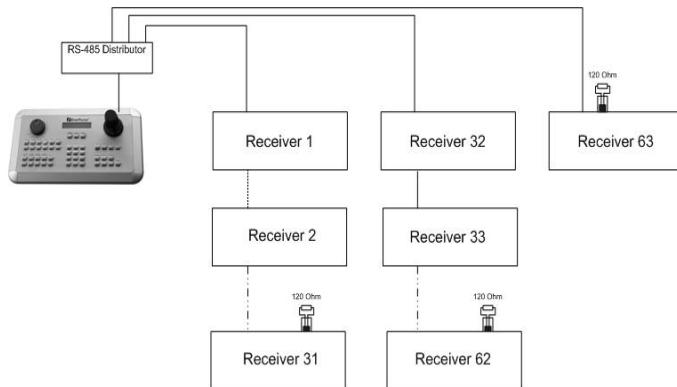 RS-485 Distributor
120 Ohm
Receiver 1
Receiver 32
Receiver 63
Receiver 2
Receiver 33
120 Ohm
120 Ohm
Receiver 31
Receiver 62